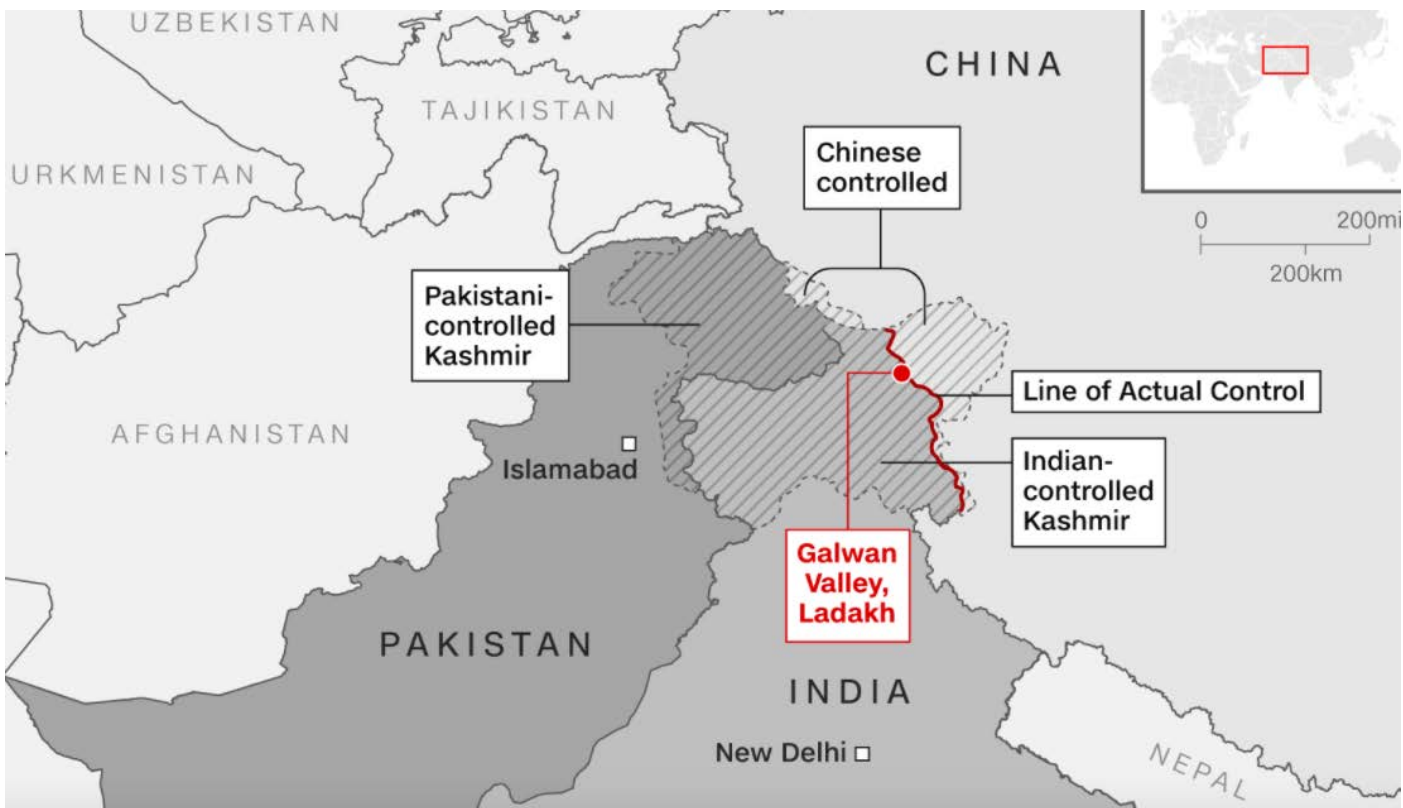 UZBEKISTAN
CHINA
TAJIKISTAN
Chinese
controlled
URKMENISTAN
0 200mi
200km
Pakistani-
controlled
Kashmir
Line of Actual Control
AFGHANISTAN
Islamabad
Indian-
controlled
Kashmir
Galwan
Valley,
Ladakh
PAKISTAN
INDIA
New Delhi
NEPAL